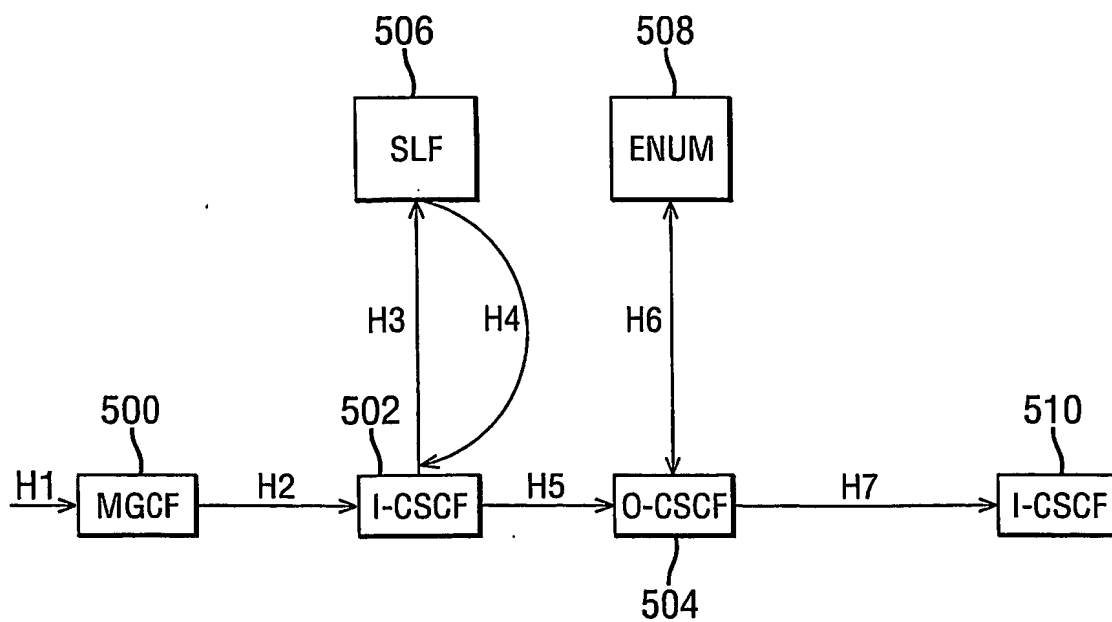 506
508
SLF
ENUM
H3
H4
H6
500
502
510
H1
MGCF
H2
I-CSCF
H5
O-CSCF
H7
I-CSCF
504